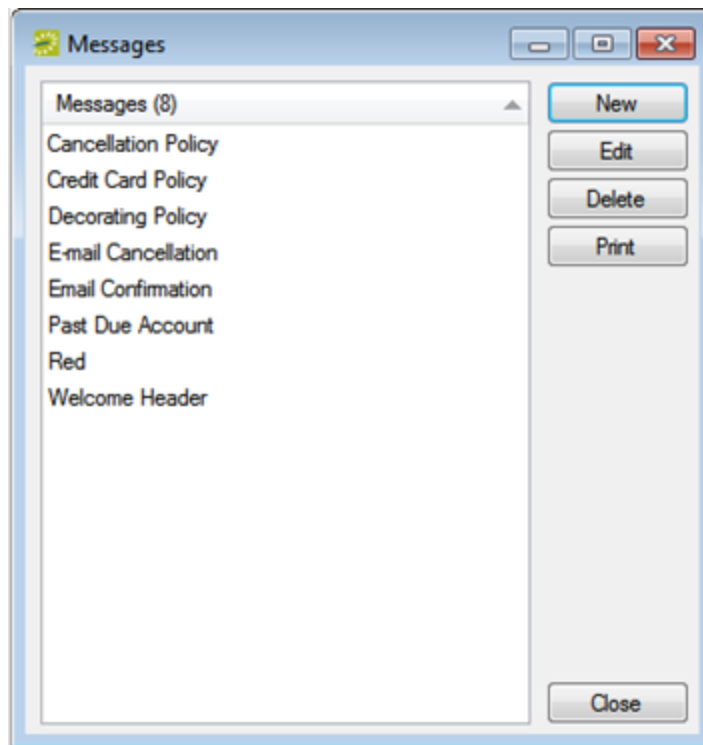 Messages
Messages (8)
Cancellation Policy
Credit Card Policy
Decorating Policy
E-mail Cancellation
Email Confirmation
Past Due Account
Red
Welcome Header
New
Edit
Delete
Print
Close